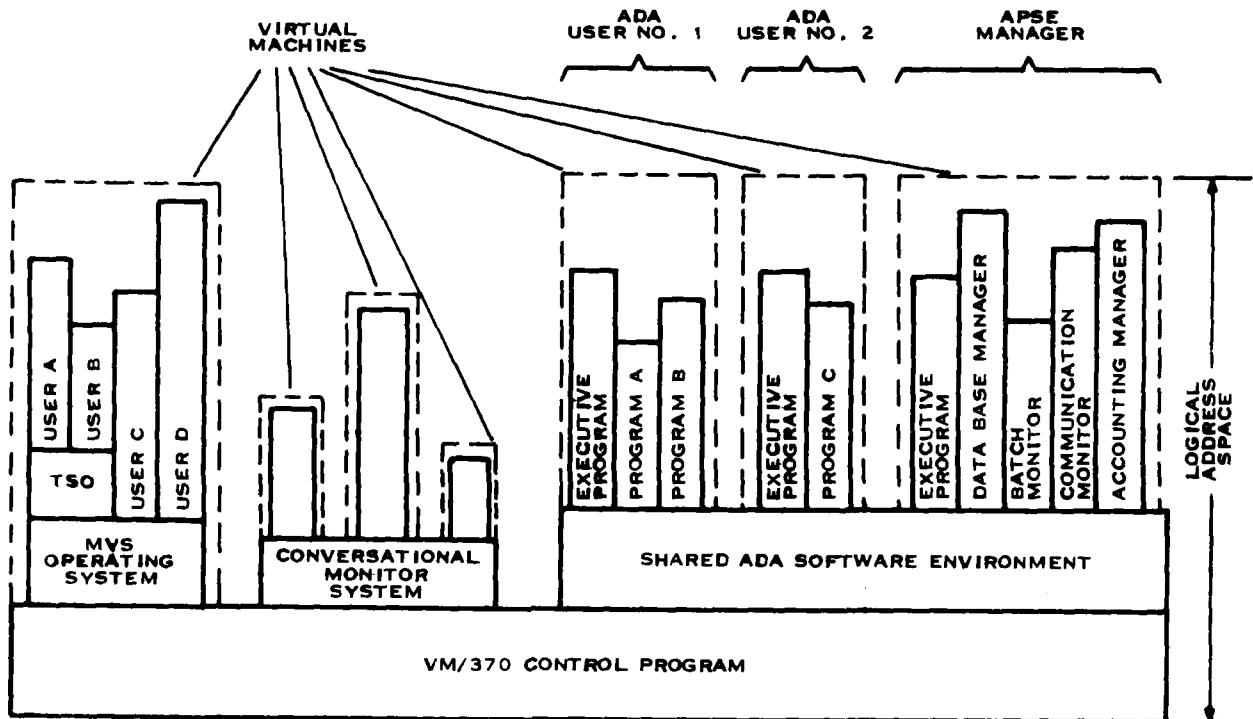 VIRTUAL
MACHINES
ADA
USER NO. 1
ADA
USER NO. 2
APSE
MANAGER
USER A
USER B
USER C
USER D
TSO
MVS
OPERATING
SYSTEM
CONVERSATIONAL
MONITOR
SYSTEM
EXECUTIVE
PROGRAM
PROGRAM A
PROGRAM B
EXECUTIVE
PROGRAM
PROGRAM C
EXECUTIVE
PROGRAM
DATA BASE MANAGER
BATCH
MONITOR
COMMUNICATION
MONITOR
ACCOUNTING MANAGER
LOGICAL
ADDRESS
SPACE
SHARED ADA SOFTWARE ENVIRONMENT
VM/370 CONTROL PROGRAM